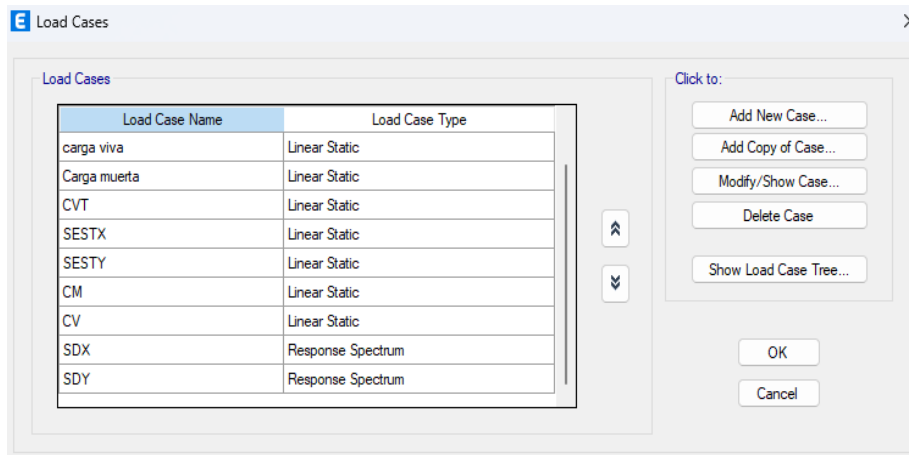 E Load Cases
Load Cases
Load Case Name Load Case Type
carga viva Linear Static
Carga muerta Linear Static
CVT Linear Static
SESTX Linear Static
SESTY Linear Static
CM Linear Static
CV Linear Static
SDX Response Spectrum
SDY Response Spectrum
Click to:
Add New Case...
Add Copy of Case...
Modify/Show Case...
Delete Case
Show Load Case Tree...
OK
Cancel